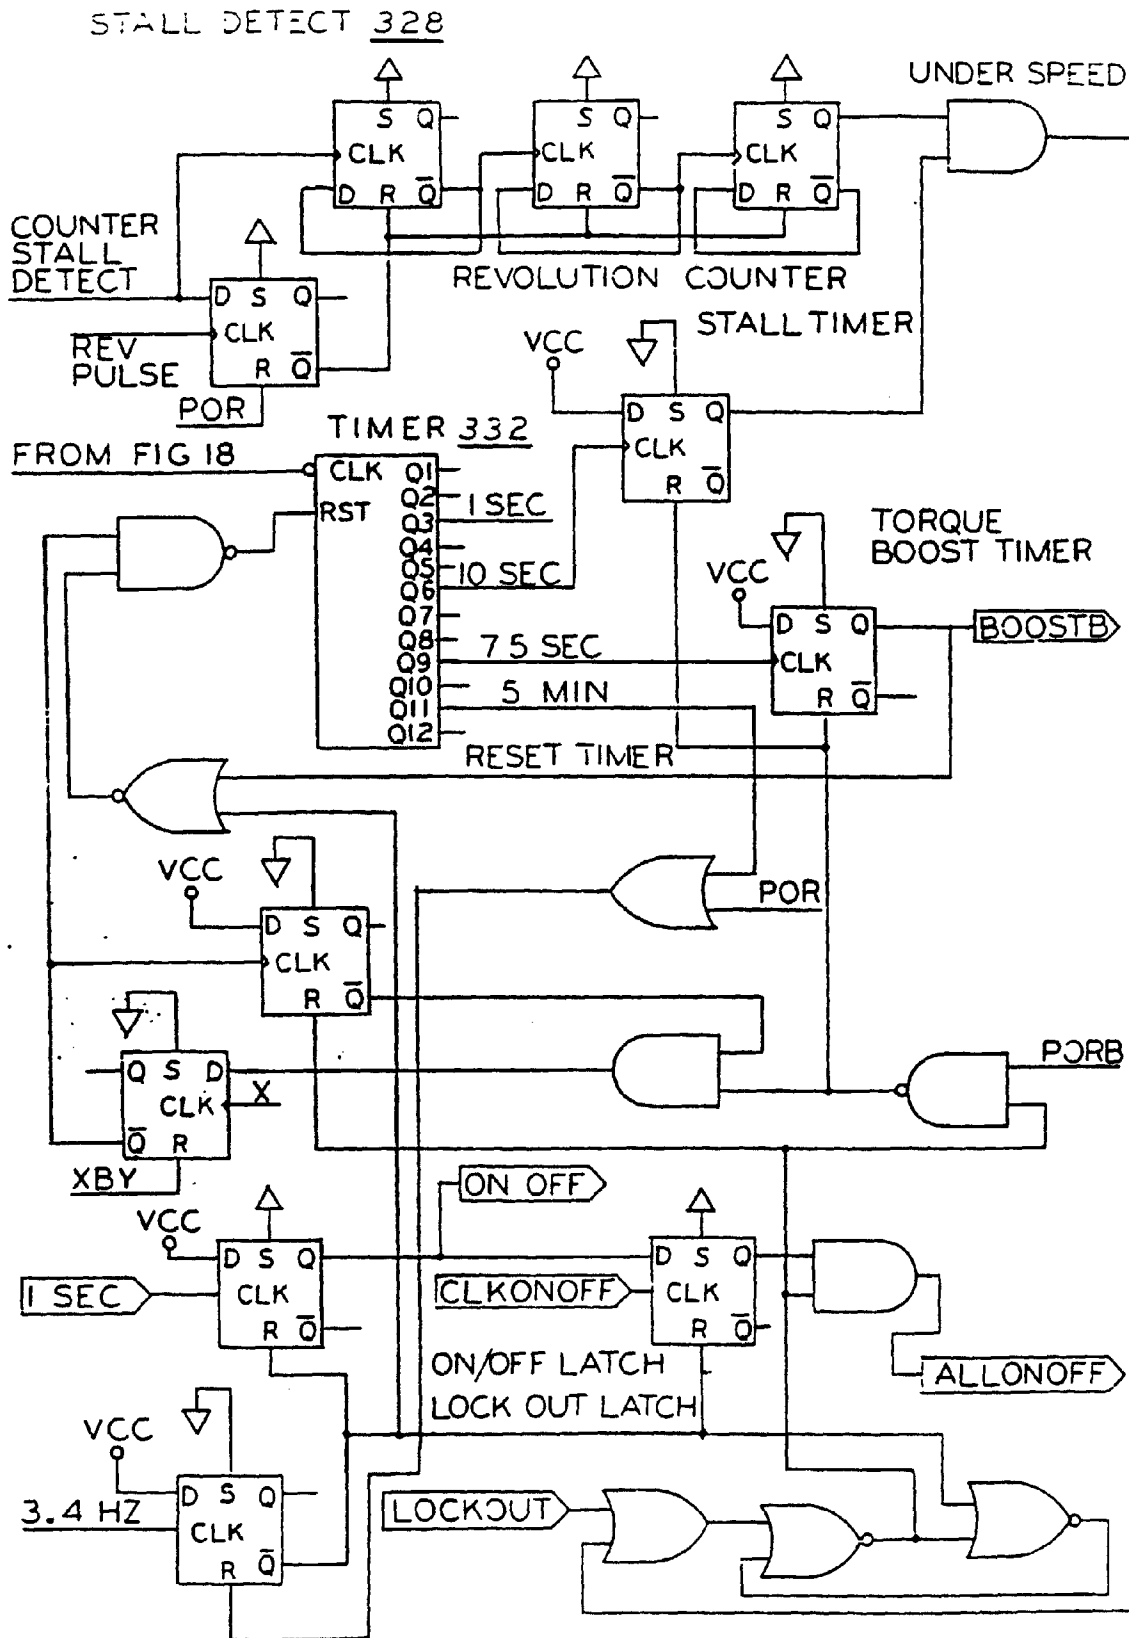 STALL DETECT 328
UNDER SPEED
S Q
CLK
D R Q
S Q
CLK
D R Q
S Q
CLK
D R Q
COUNTER
STALL
DETECT
REVOLUTION COUNTER
D S Q
CLK
R Q
REV
PULSE
POR
STALL TIMER
VCC
D S Q
CLK
R Q
TIMER 332
FROM FIG 18
CLK
RST
Q1
Q2
Q3
Q4
Q5
Q6
Q7
Q8
Q9
Q10
Q11
Q12
1 SEC
10 SEC
7 5 SEC
5 MIN
TORQUE
BOOST TIMER
VCC
D S Q
CLK
R Q
BOOSTB
RESET TIMER
POR
VCC
D S Q
CLK
R Q
PORB
Q S D
CLK
Q R
X
XBY
ON OFF
VCC
D S Q
CLK
R Q
1 SEC
CLKONOFF
D S Q
CLK
R Q
ALLONOFF
ON/OFF LATCH
LOCK OUT LATCH
VCC
D S Q
CLK
R Q
3.4 HZ
LOCKOUT